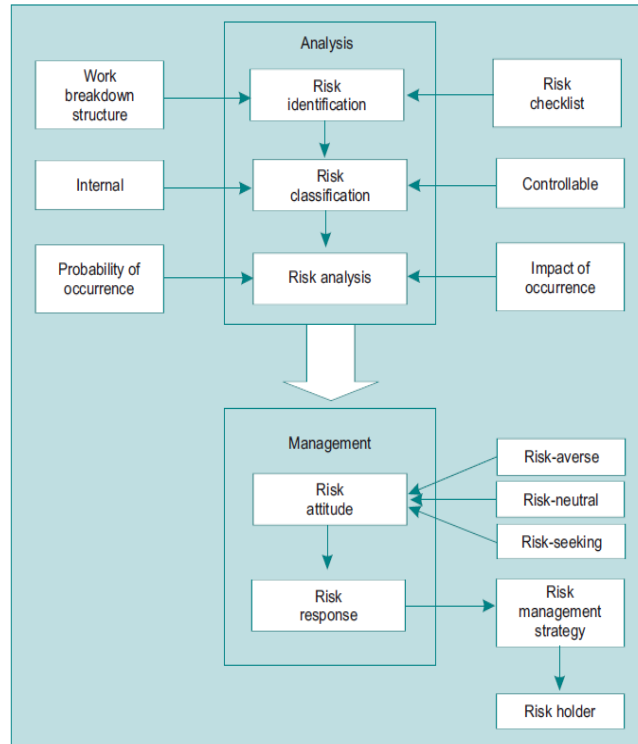 Analysis
Work
breakdown
structure
Risk
identification
Risk
checklist
Internal
Risk
classification
Controllable
Probability of
occurrence
Risk analysis
Impact of
occurrence
Management
Risk
attitude
Risk-averse
Risk-neutral
Risk-seeking
Risk
response
Risk
management
strategy
Risk holder